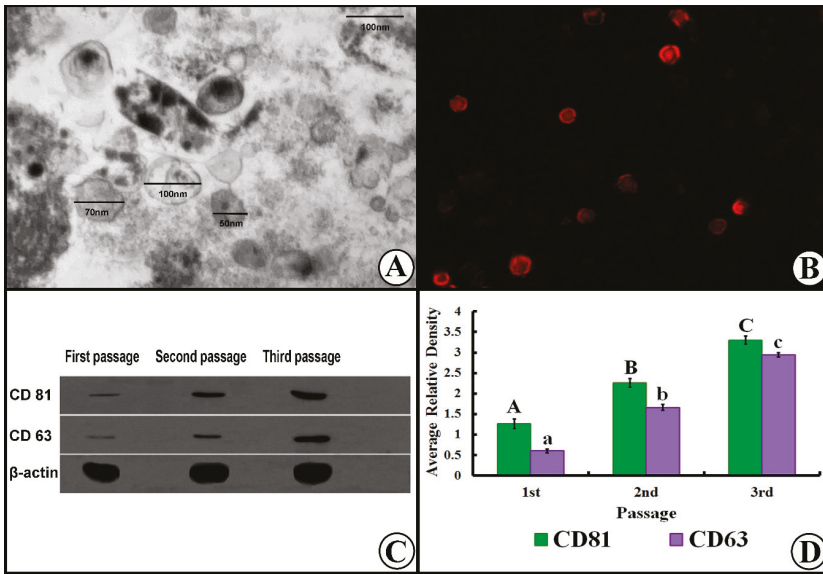 100nm
100nm
70nm
50nm
A
B
First passage Second passage Third passage
CD 81
CD 63
β-actin
C
Average Relative Density
4
3.5
3
2.5
2
1.5
1
0.5
0
A
a
B
b
C
c
1st 2nd 3rd
Passage
CD81 CD63
D